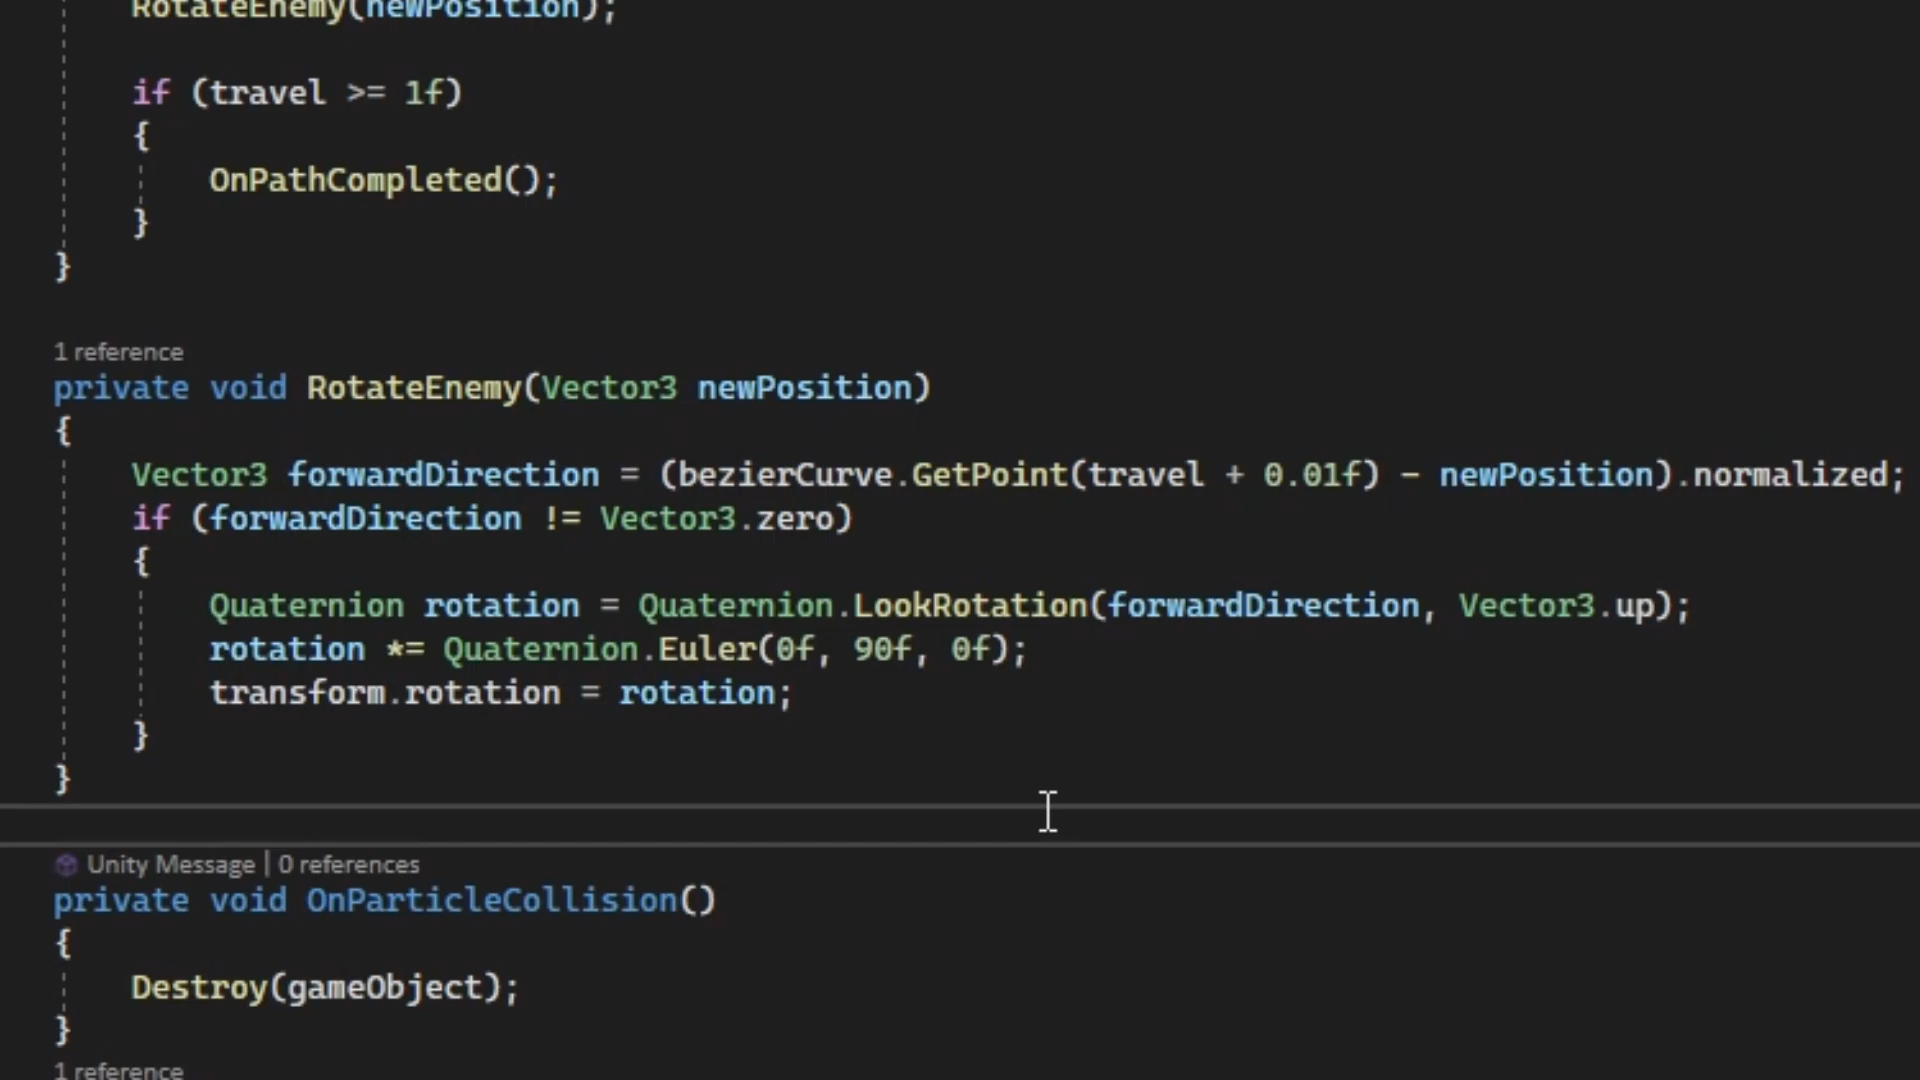 RotateEnemy(newPosition);
if (travel >= 1f)
{
OnPathCompleted();
}
}
1 reference
private void RotateEnemy(Vector3 newPosition)
{
Vector3 forwardDirection = (bezierCurve.GetPoint(travel + 0.01f) - newPosition).normalized;
if (forwardDirection != Vector3.zero)
{
Quaternion rotation = Quaternion.LookRotation(forwardDirection, Vector3.up);
rotation *= Quaternion.Euler(0f, 90f, 0f);
transform.rotation = rotation;
}
}
Unity Message | 0 references
private void OnParticleCollision()
{
Destroy(gameObject);
}
1 reference